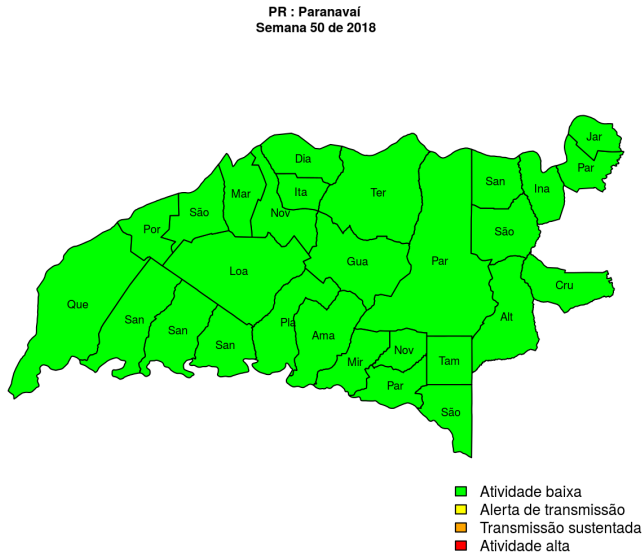 PR : Paranavaí
Semana 50 de 2018
Jar
Par
Dia
Ita
Mar
Ter
San
Ina
São
Nov
Por
São
Loa
Gua
Par
Cru
Que
San
San
San
Pla
Ama
Alt
Mir
Nov
Tam
Par
São
Atividade baixa
Alerta de transmissão
Transmissão sustentada
Atividade alta